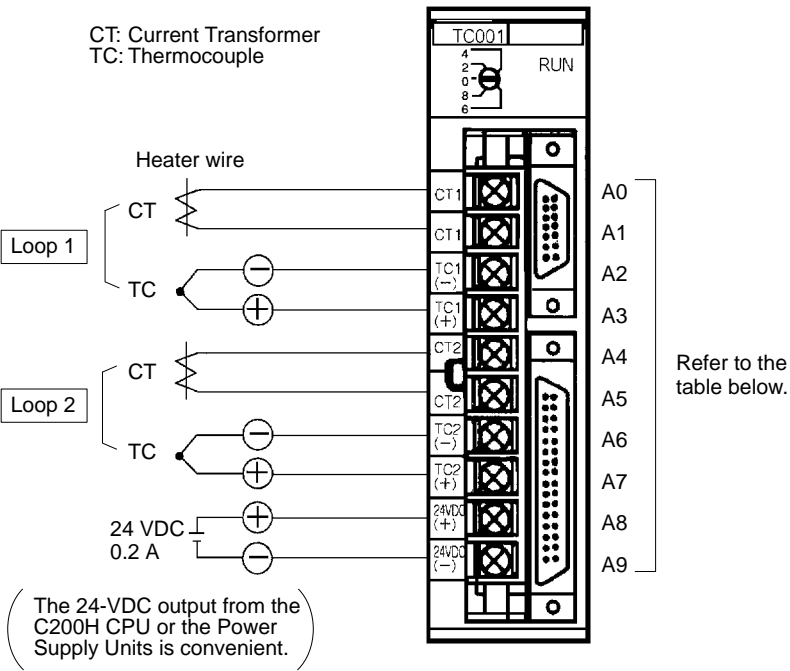 CT: Current Transformer
TC: Thermocouple
TC001
4
2
0
8
6
RUN
Heater wire
CT
Loop 1
TC
CT
Loop 2
TC
24 VDC
0.2 A
The 24-VDC output from the
C200H CPU or the Power
Supply Units is convenient.
CT1
CT1
TC1
(−)
TC1
(+)
CT2
CT2
TC2
(−)
TC2
(+)
24VDC
(+)
24VDC
(−)
A0
A1
A2
A3
A4
A5
A6
A7
A8
A9
Refer to the
table below.